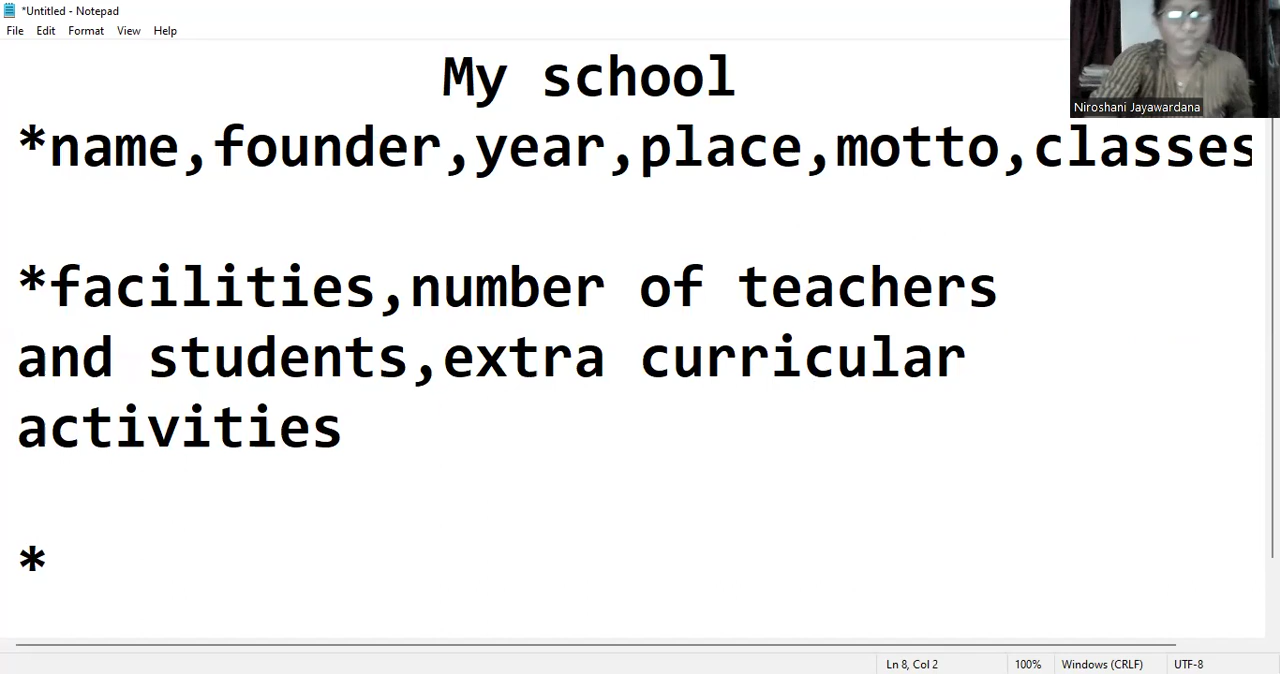 *Untitled - Notepad
File Edit Format View Help
My school
Niroshani Jayawardana
*name,founder,year,place,motto,classes
*facilities,number of teachers
and students,extra curricular
activities
*
Ln 8, Col 2 100% Windows (CRLF) UTF-8